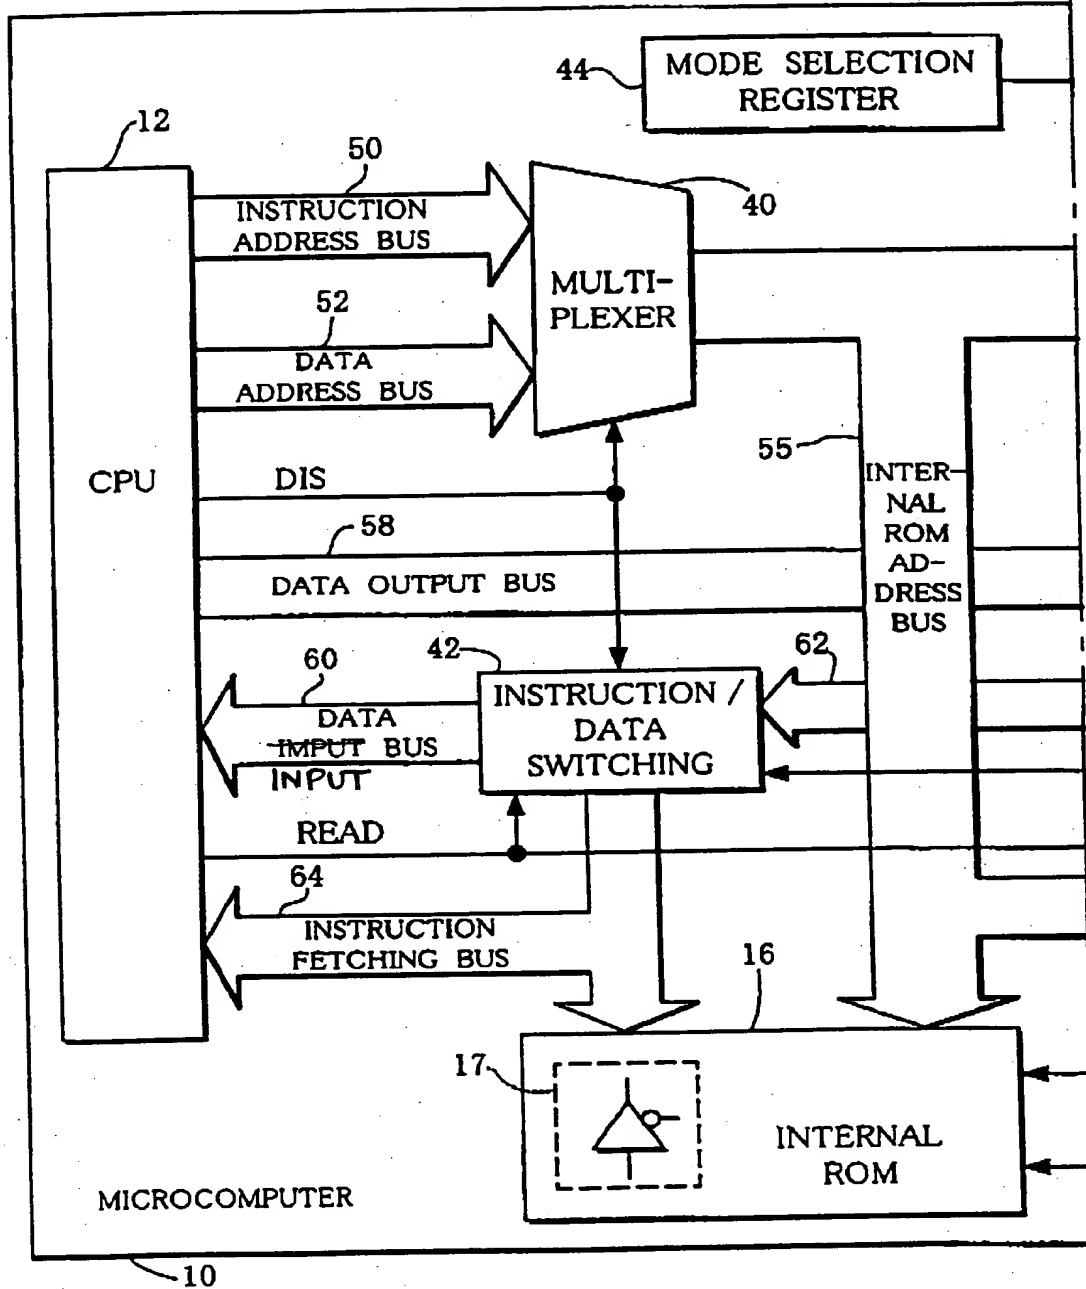 44
MODE SELECTION
REGISTER
12
50
INSTRUCTION
ADDRESS BUS
40
MULTI-
PLEXER
52
DATA
ADDRESS BUS
CPU
DIS
55
INTER-
NAL
ROM
AD-
DRESS
BUS
58
DATA OUTPUT BUS
60
DATA
IMPUT BUS
INPUT
42
INSTRUCTION /
DATA
SWITCHING
62
READ
64
INSTRUCTION
FETCHING BUS
16
17
INTERNAL
ROM
MICROCOMPUTER
10